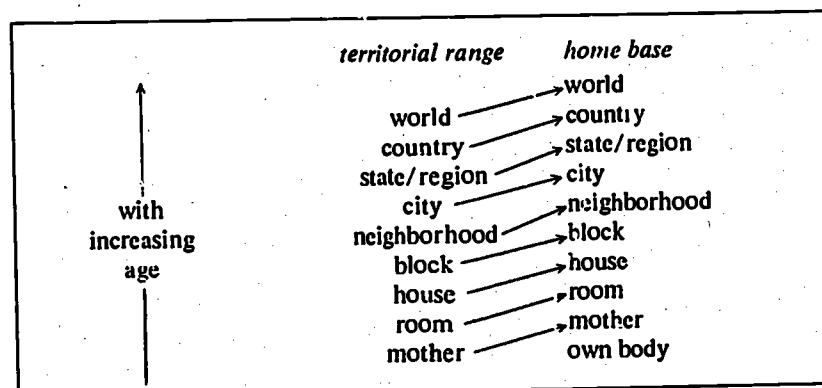 territorial range home base
world
world country
country state/region
state/region city
with city neighborhood
increasing neighborhood block
age block house
house room
room mother
mother own body